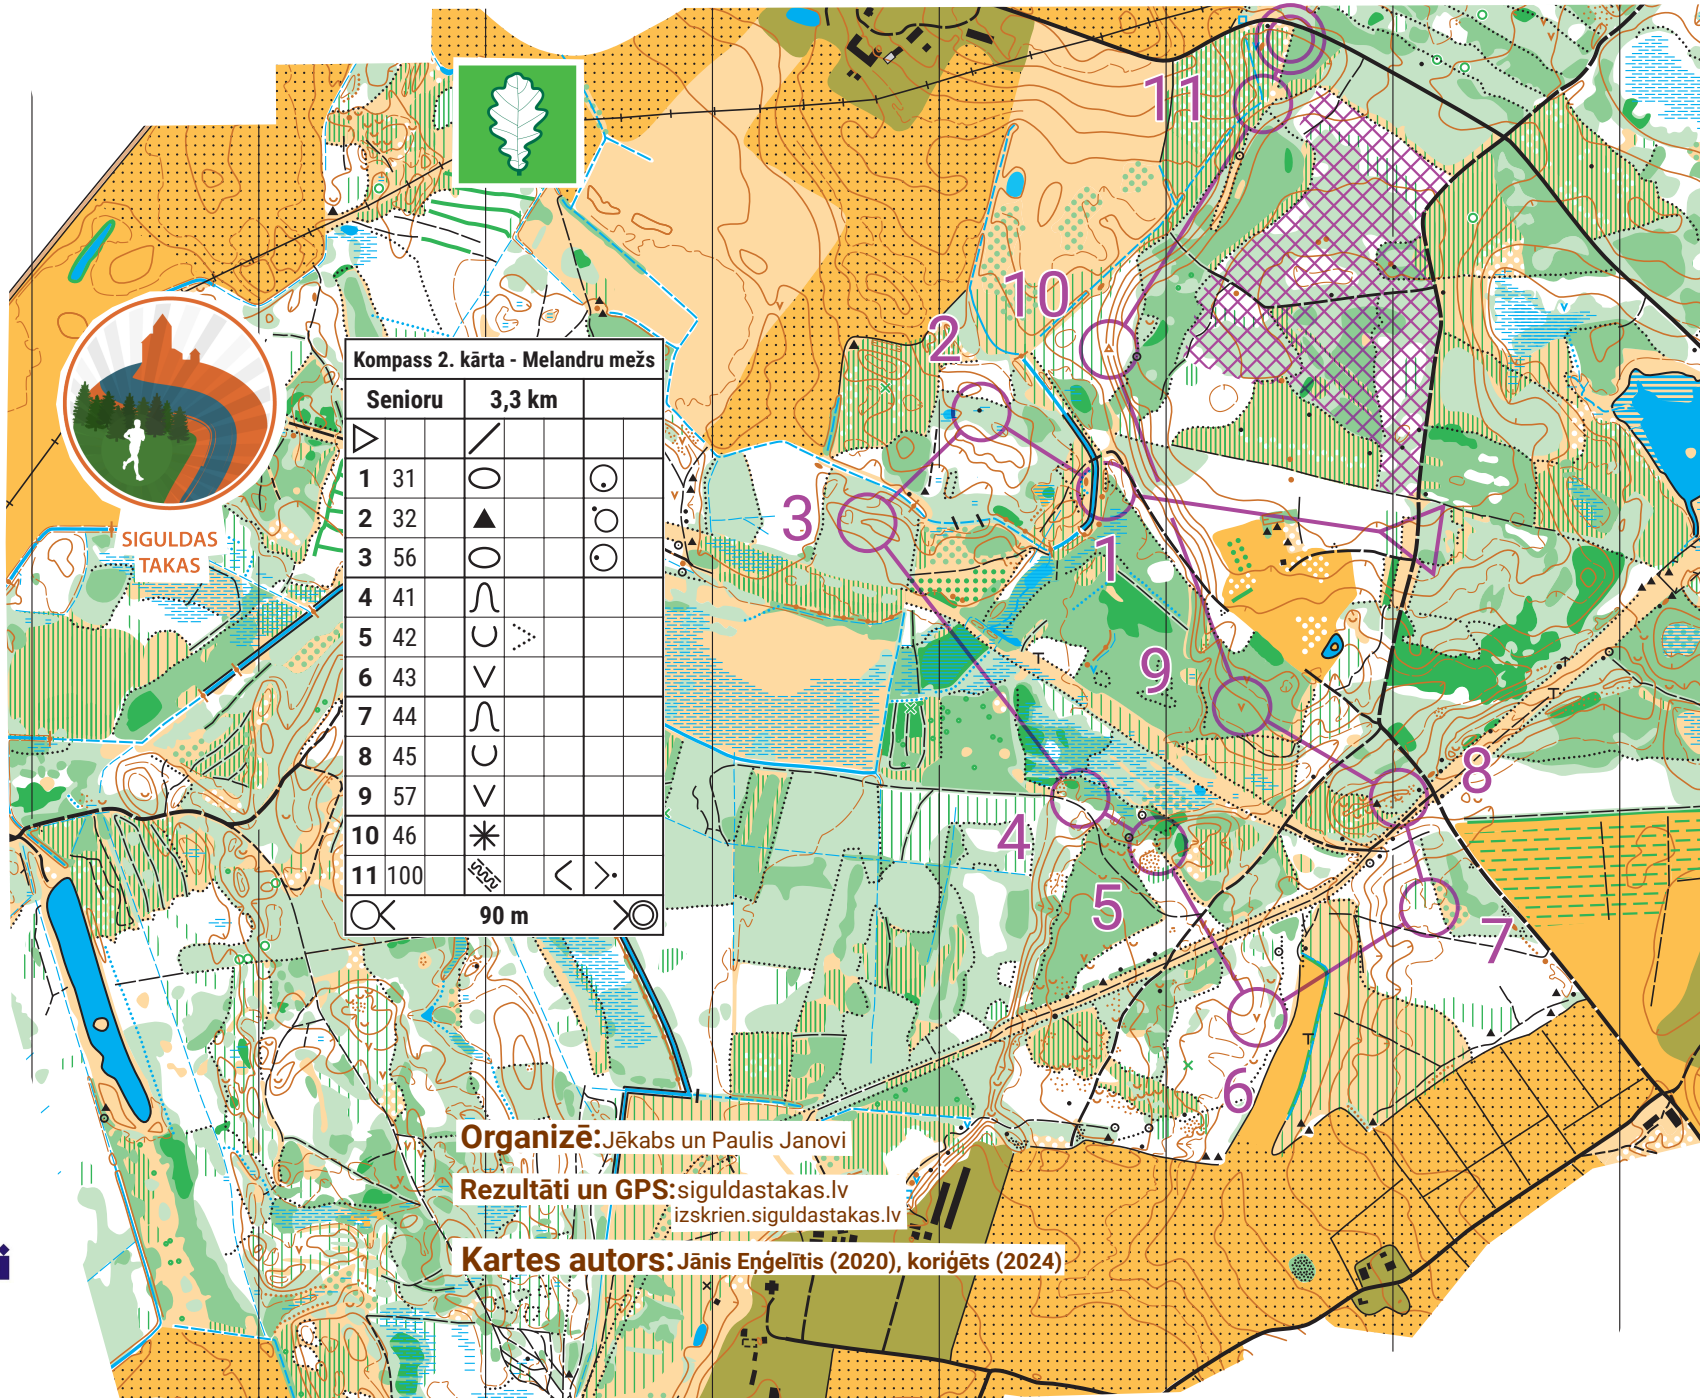 SIGULDAS
TAKAS
Kompass 2. kārta - Melandru mežs
Senioru 3,3 km
1 31
2 32
3 56
4 41
5 42
6 43
7 44
8 45
9 57
10 46
11 100
90 m
11
10
2
3
1
9
8
4
5
7
6
Organizē: Jēkabs un Paulis Janovi
Rezultāti un GPS: siguldastakas.lv
izskrien.siguldastakas.lv
Kartes autors: Jānis Eņģelītis (2020), koriģēts (2024)
i